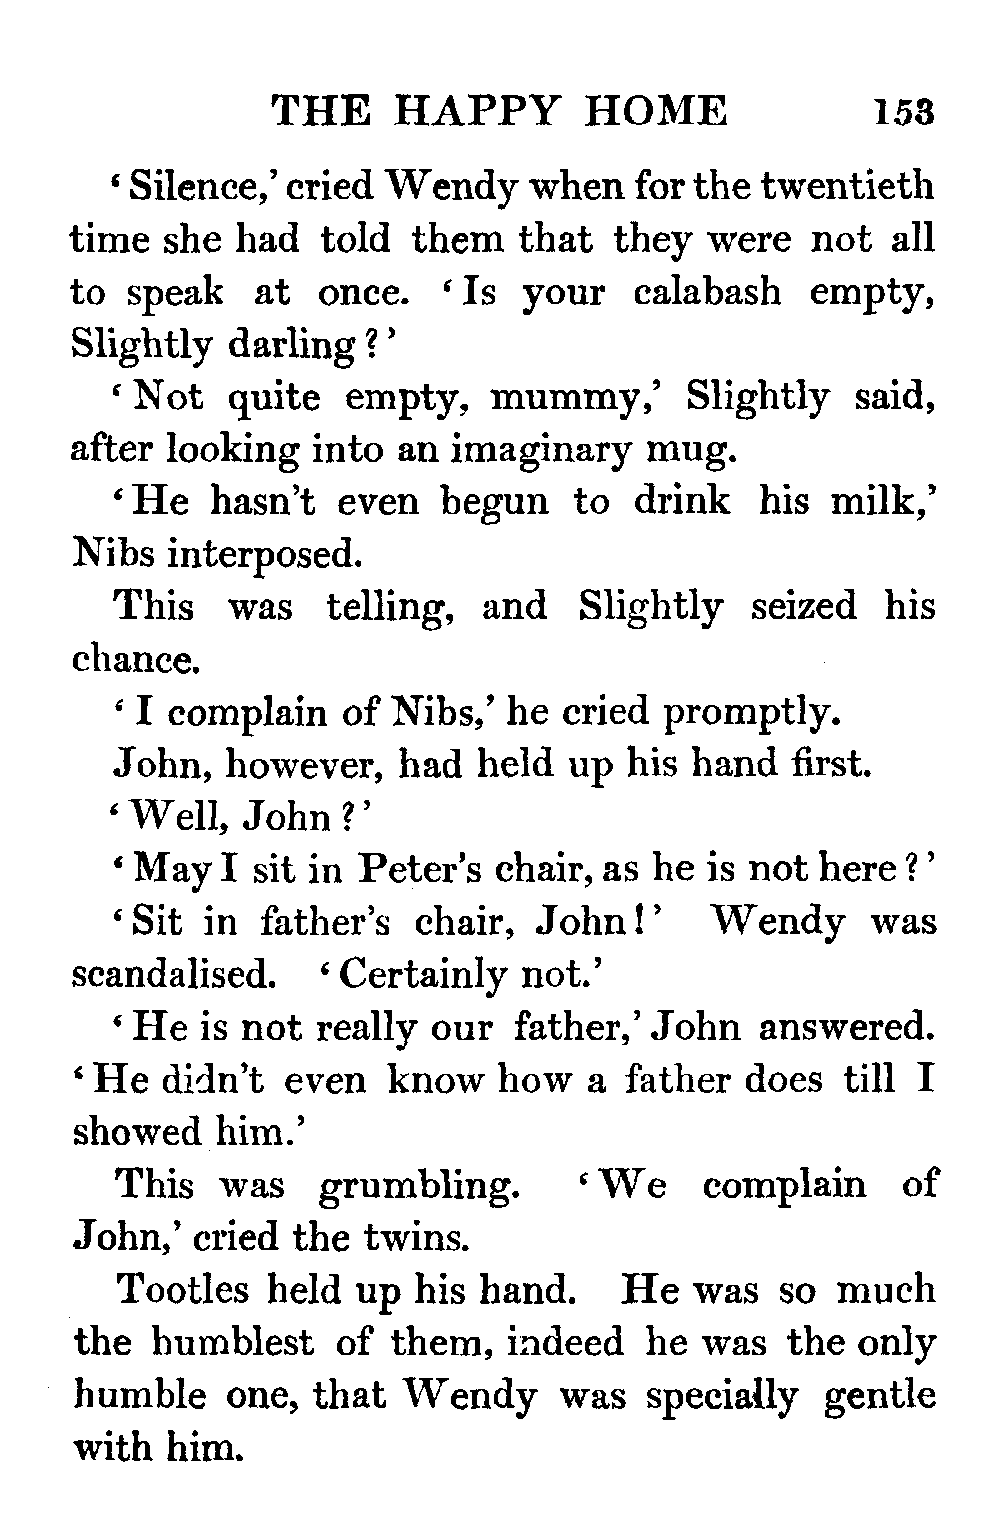 THE HAPPY HOME 153
‘Silence,’ cried Wendy when for the twentieth
time she had told them that they were not all
to speak at once. ‘Is your calabash empty,
Slightly darling?’
‘Not quite empty, mummy,’ Slightly said,
after looking into an imaginary mug.
‘He hasn’t even begun to drink his milk,’
Nibs interposed.
This was telling, and Slightly seized his
chance.
‘I complain of Nibs,’ he cried promptly.
John, however, had held up his hand first.
‘Well, John?’
‘May I sit in Peter’s chair, as he is not here?’
‘Sit in father’s chair, John!’ Wendy was
scandalised. ‘Certainly not.’
‘He is not really our father,’ John answered.
‘He didn’t even know how a father does till I
showed him.’
This was grumbling. ‘We complain of
John,’ cried the twins.
Tootles held up his hand. He was so much
the humblest of them, indeed he was the only
humble one, that Wendy was specially gentle
with him.